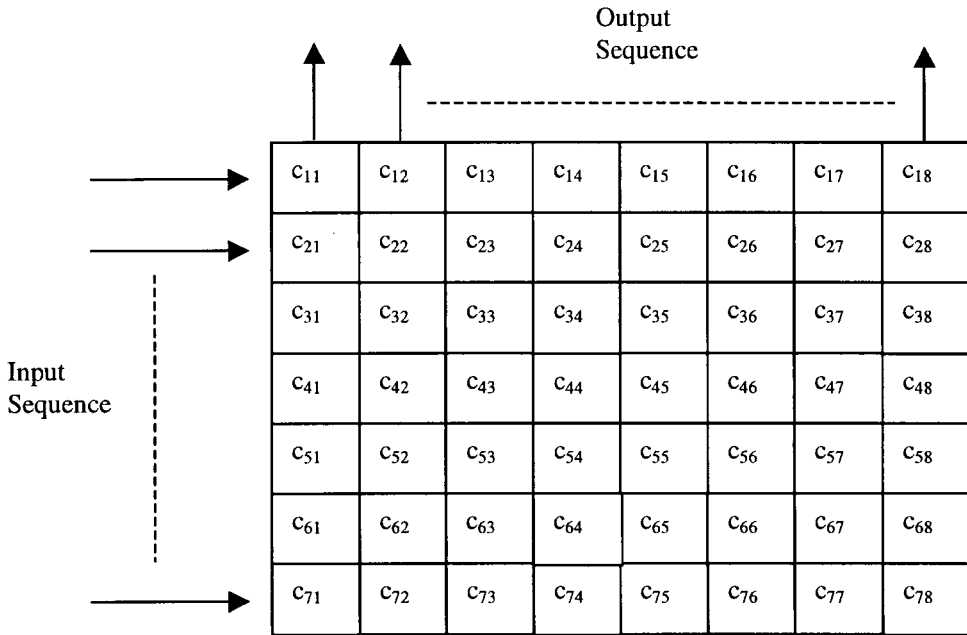 Output
Sequence
c11 c12 c13 c14 c15 c16 c17 c18
c21 c22 c23 c24 c25 c26 c27 c28
c31 c32 c33 c34 c35 c36 c37 c38
Input
Sequence
c41 c42 c43 c44 c45 c46 c47 c48
c51 c52 c53 c54 c55 c56 c57 c58
c61 c62 c63 c64 c65 c66 c67 c68
c71 c72 c73 c74 c75 c76 c77 c78